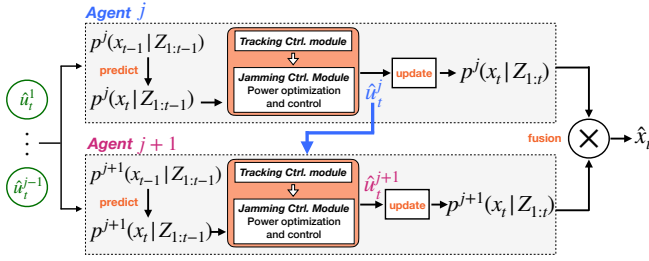 Agent j
p^j(x_{t-1}|Z_{1:t-1})
predict
p^j(x_t|Z_{1:t-1})
Tracking Ctrl. module
Jamming Ctrl. Module
Power optimization
and control
û_t^j
update
p^j(x_t|Z_{1:t})
û_t^1
⋮
û_t^{j-1}
fusion
×
x̂_t
Agent j+1
p^{j+1}(x_{t-1}|Z_{1:t-1})
predict
p^{j+1}(x_t|Z_{1:t-1})
Tracking Ctrl. module
Jamming Ctrl. Module
Power optimization
and control
û_t^{j+1}
update
p^{j+1}(x_t|Z_{1:t})